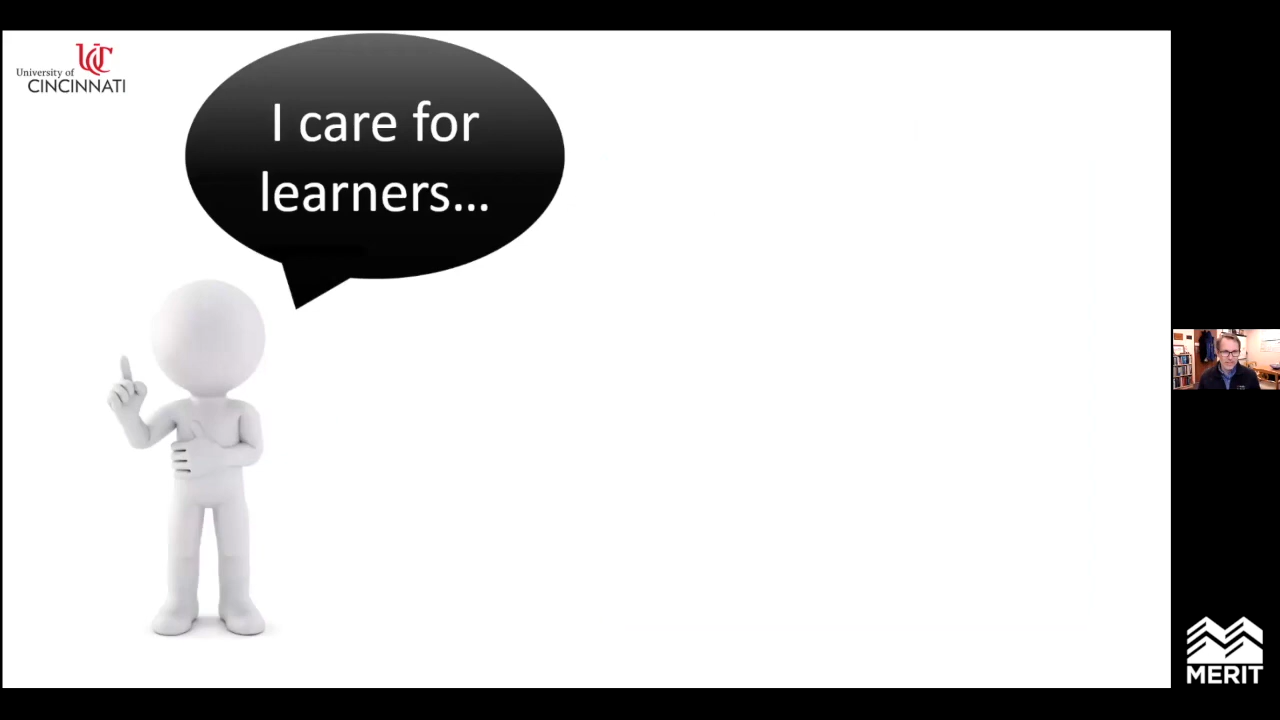 University of
CINCINNATI
I care for
learners...
MERIT